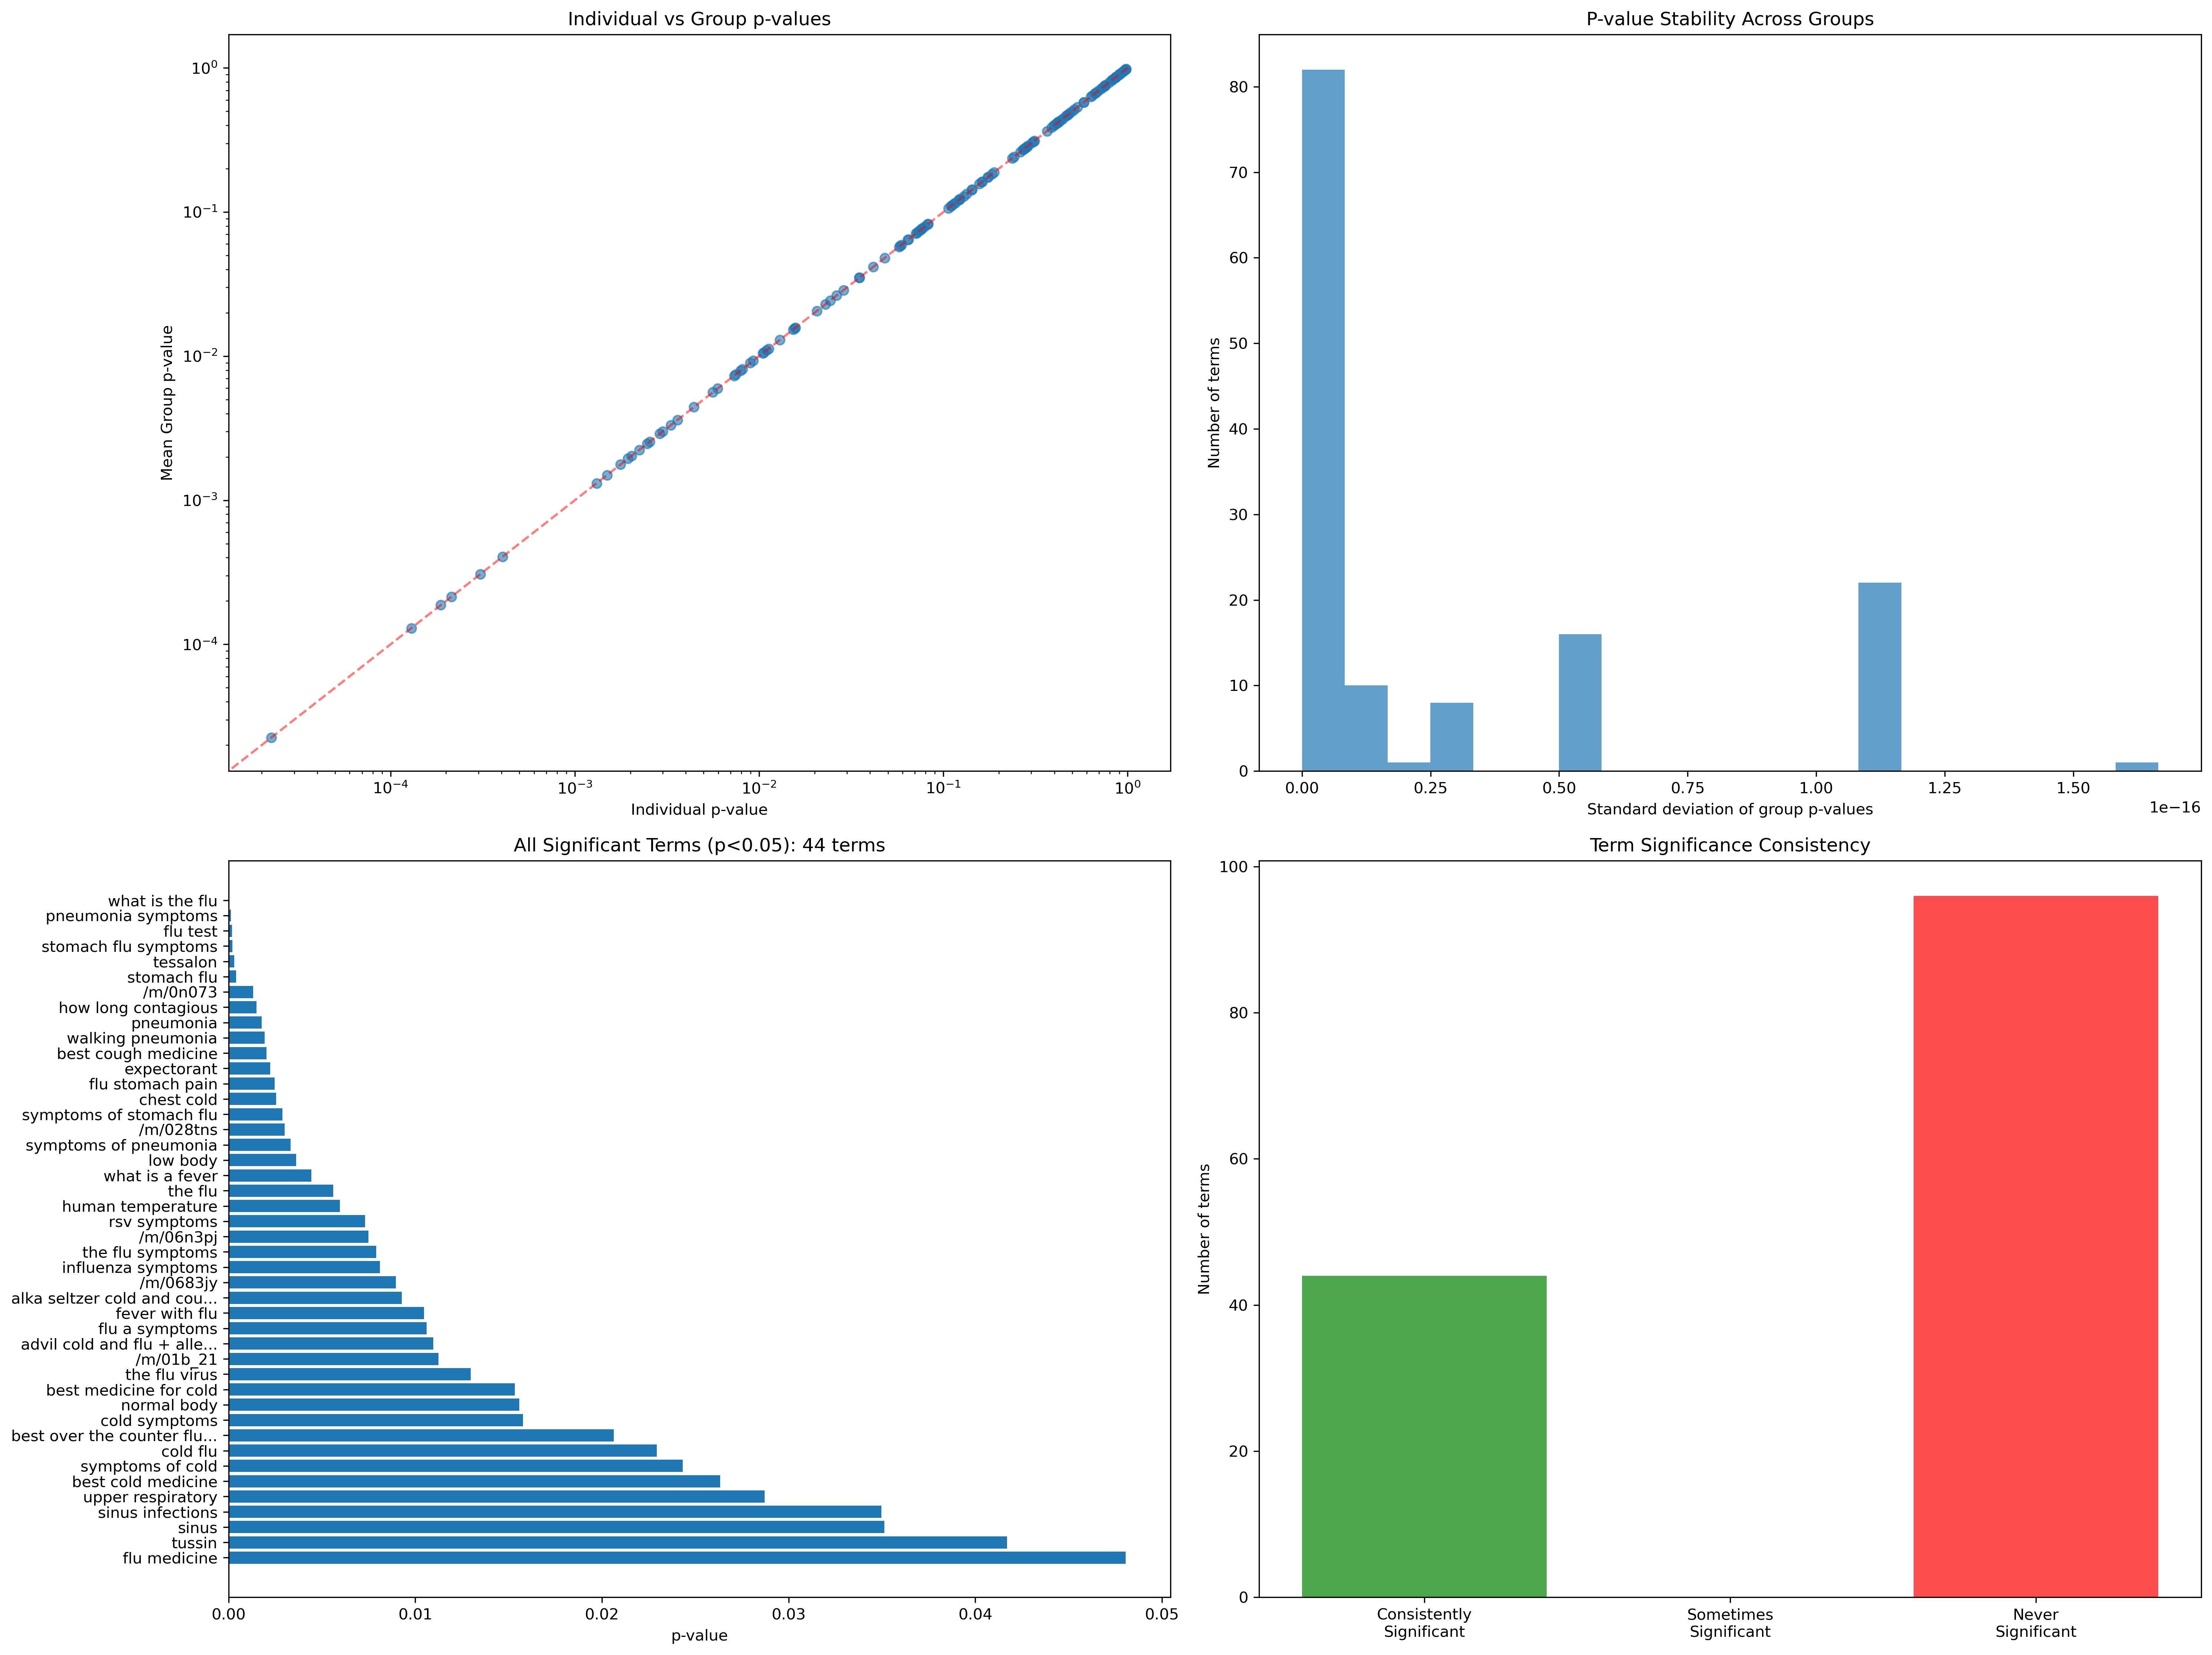 Individual vs Group p-values
Mean Group p-value
10⁰
10⁻¹
10⁻²
10⁻³
10⁻⁴
10⁻⁴ 10⁻³ 10⁻² 10⁻¹ 10⁰
Individual p-value
P-value Stability Across Groups
Number of terms
80
70
60
50
40
30
20
10
0
0.00 0.25 0.50 0.75 1.00 1.25 1.50
1e−16
Standard deviation of group p-values
All Significant Terms (p<0.05): 44 terms
what is the flu
pneumonia symptoms
flu test
stomach flu symptoms
tessalon
stomach flu
/m/0n073
how long contagious
pneumonia
walking pneumonia
best cough medicine
expectorant
flu stomach pain
chest cold
symptoms of stomach flu
/m/028tns
symptoms of pneumonia
low body
what is a fever
the flu
human temperature
rsv symptoms
/m/06n3pj
the flu symptoms
influenza symptoms
/m/0683jy
alka seltzer cold and cou...
fever with flu
flu a symptoms
advil cold and flu + alle...
/m/01b_21
the flu virus
best medicine for cold
normal body
cold symptoms
best over the counter flu...
cold flu
symptoms of cold
best cold medicine
upper respiratory
sinus infections
sinus
tussin
flu medicine
0.00 0.01 0.02 0.03 0.04 0.05
p-value
Term Significance Consistency
Number of terms
100
80
60
40
20
0
Consistently
Significant
Sometimes
Significant
Never
Significant